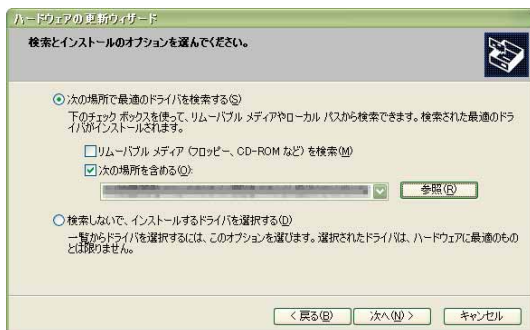 ハードウェアの更新ウィザード
検索とインストールのオプションを選んでください。
次の場所で最適のドライバを検索する(S)
下のチェック ボックスを使って、リムーバブル メディアやローカル パスから検索できます。検索された最適のドラ
イバがインストールされます。
リムーバブル メディア (フロッピー、CD-ROM など) を検索(M)
次の場所を含める(O):
参照(R)
検索しないで、インストールするドライバを選択する(D)
一覧からドライバを選択するには、このオプションを選びます。選択されたドライバは、ハードウェアに最適のもの
とは限りません。
< 戻る(B) 次へ(N) > キャンセル